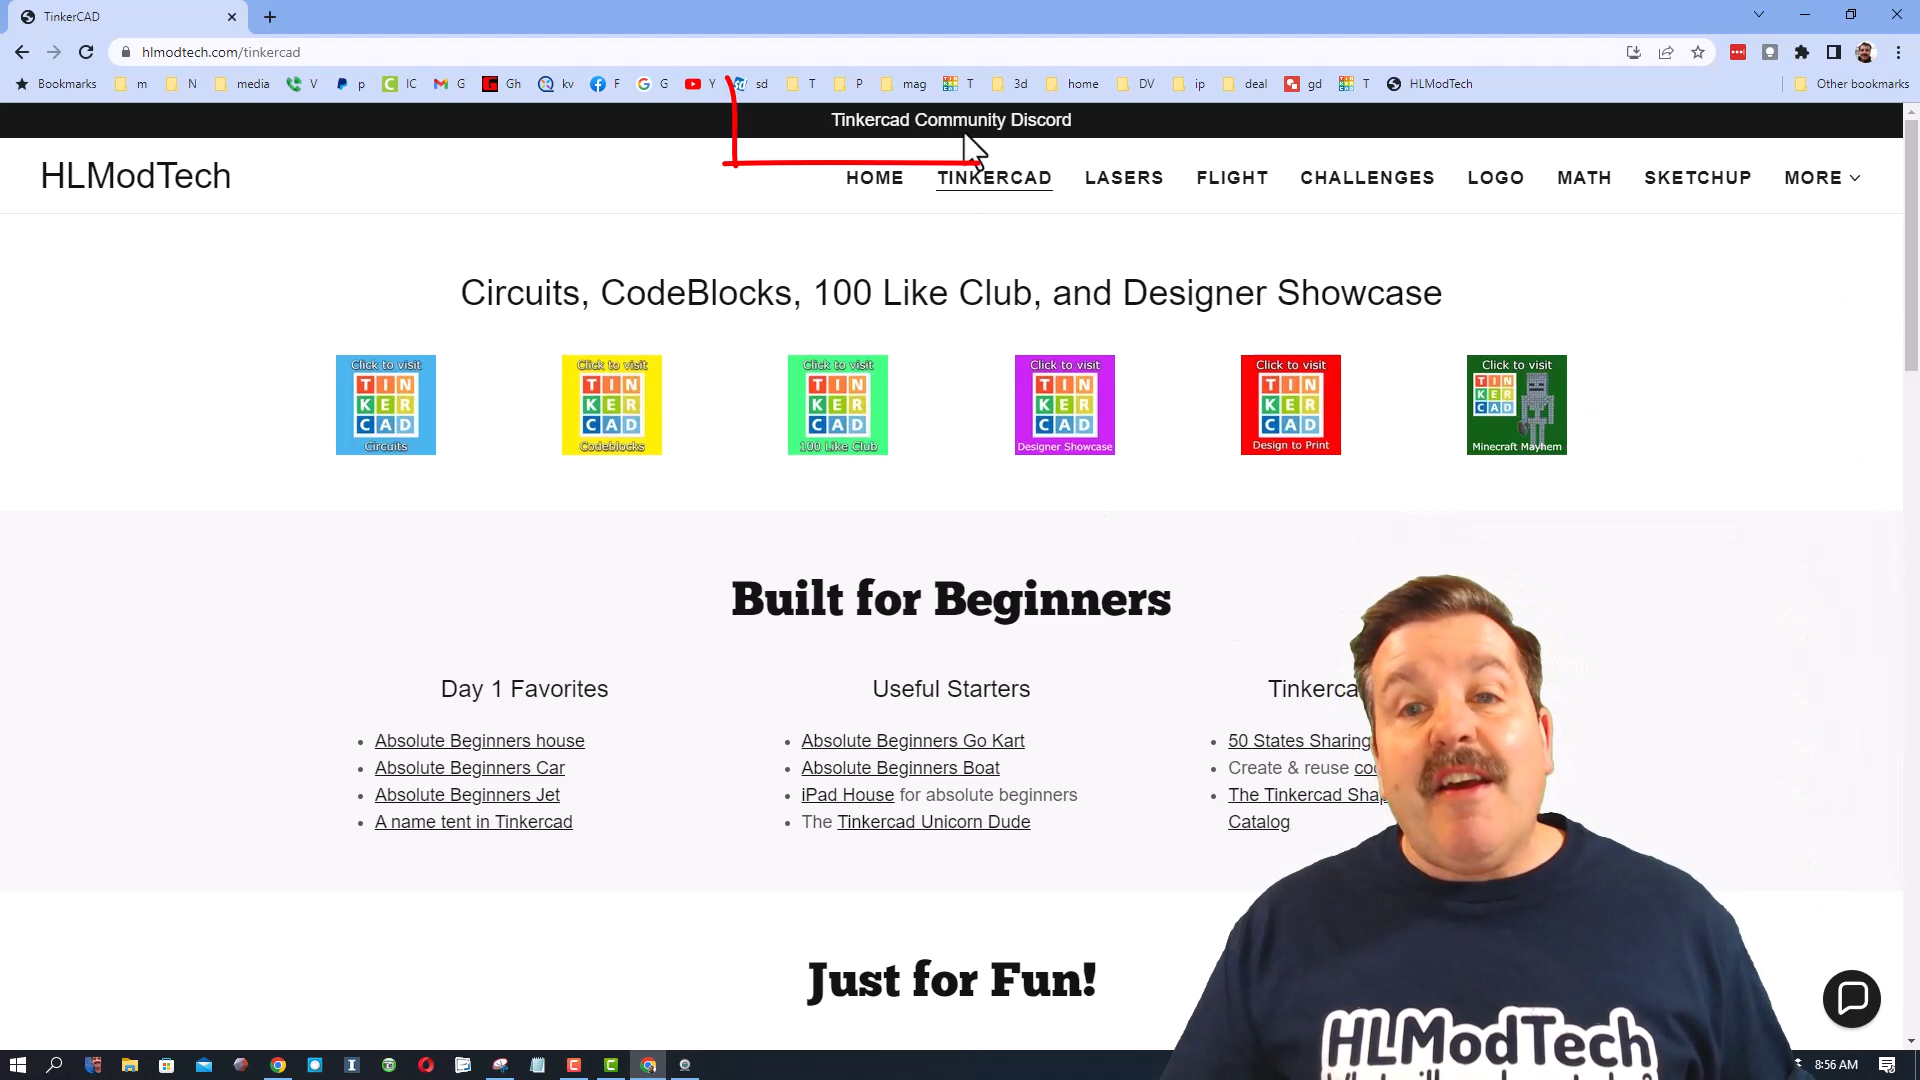 TinkerCAD
hlmodtech.com/tinkercad
Bookmarks m N media V p IC G Gh kv F G Y sd T P mag T 3d home DV ip deal gd T HLModTech Other bookmarks
Tinkercad Community Discord
HLModTech
HOME TINKERCAD LASERS FLIGHT CHALLENGES LOGO MATH SKETCHUP MORE
Circuits, CodeBlocks, 100 Like Club, and Designer Showcase
Click to visit
TIN
KER
CAD
Circuits
Click to visit
TIN
KER
CAD
Codeblocks
Click to visit
TIN
KER
CAD
100 Like Club
Click to visit
TIN
KER
CAD
Designer Showcase
Click to visit
TIN
KER
CAD
Design to Print
Click to visit
TIN
KER
CAD
Minecraft Mayhem
Built for Beginners
Day 1 Favorites
Absolute Beginners house
Absolute Beginners Car
Absolute Beginners Jet
A name tent in Tinkercad
Useful Starters
Absolute Beginners Go Kart
Absolute Beginners Boat
iPad House for absolute beginners
The Tinkercad Unicorn Dude
Tinkerca
50 States Sharing
Create & reuse
The Tinkercad
Catalog
Just for Fun!
HLModTech
8:56 AM